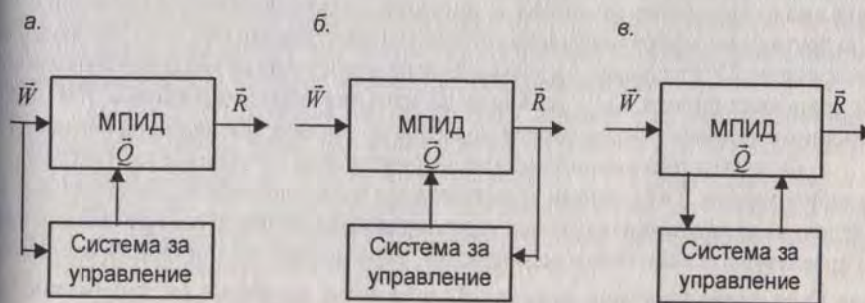 а.
б.
в.
W⃗
МПИД
Q⃗
R⃗
Система за
управление
W⃗
МПИД
Q⃗
R⃗
Система за
управление
W⃗
МПИД
Q⃗
R⃗
Система за
управление